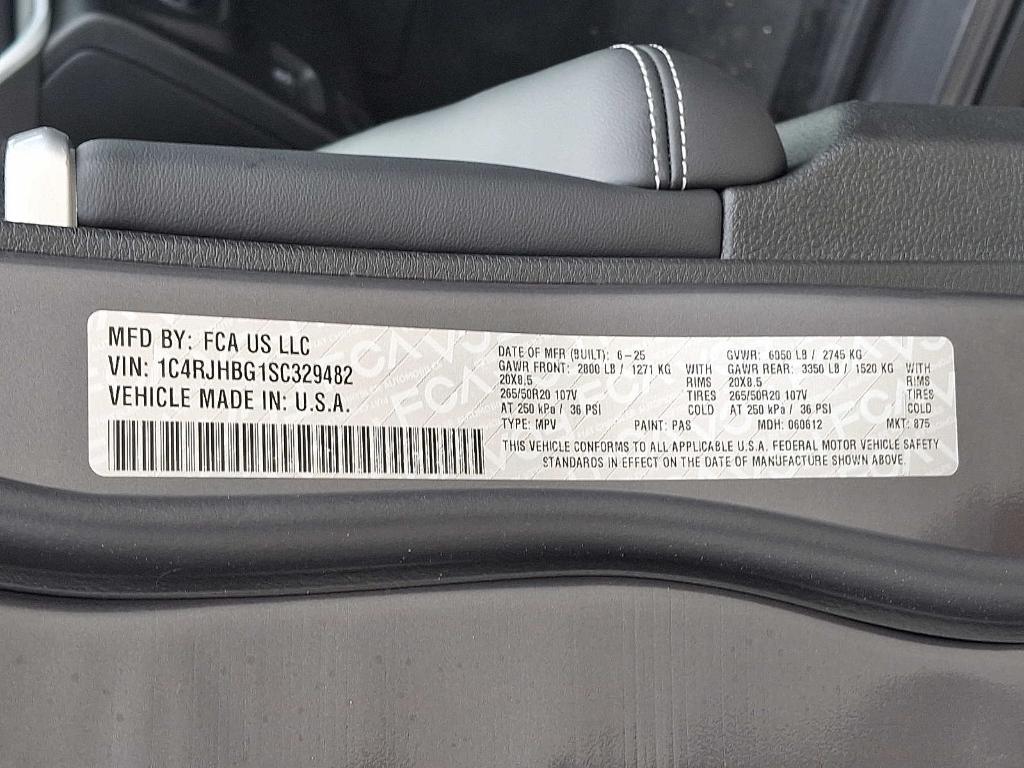 MFD BY: FCA US LLC
VIN: 1C4RJHBG1SC329482
VEHICLE MADE IN: U.S.A.
DATE OF MFR (BUILT): 6-25 GVWR: 6050 LB / 2745 KG
GAWR FRONT: 2800 LB / 1271 KG WITH GAWR REAR: 3350 LB / 1520 KG WITH
20X8.5 RIMS 20X8.5 RIMS
265/50R20 107V TIRES 265/50R20 107V TIRES
AT 250 kPa / 36 PSI COLD AT 250 kPa / 36 PSI COLD
TYPE: MPV PAINT: PAS MDH: 060612 MKT: 875
THIS VEHICLE CONFORMS TO ALL APPLICABLE U.S.A. FEDERAL MOTOR VEHICLE SAFETY
STANDARDS IN EFFECT ON THE DATE OF MANUFACTURE SHOWN ABOVE.